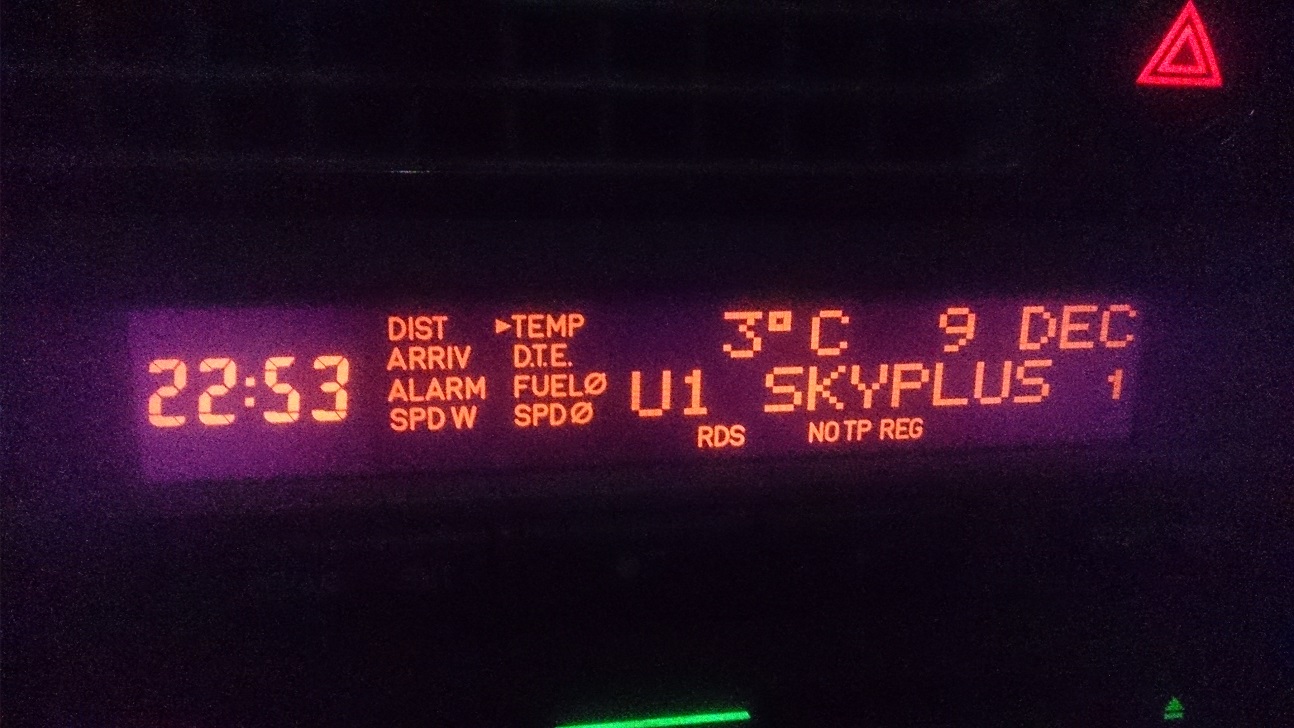 22:53
DIST ▶TEMP
ARRIV D.T.E.
ALARM FUELØ
SPD W SPDØ
3°C 9 DEC
U1 SKYPLUS 1
RDS NO TP REG